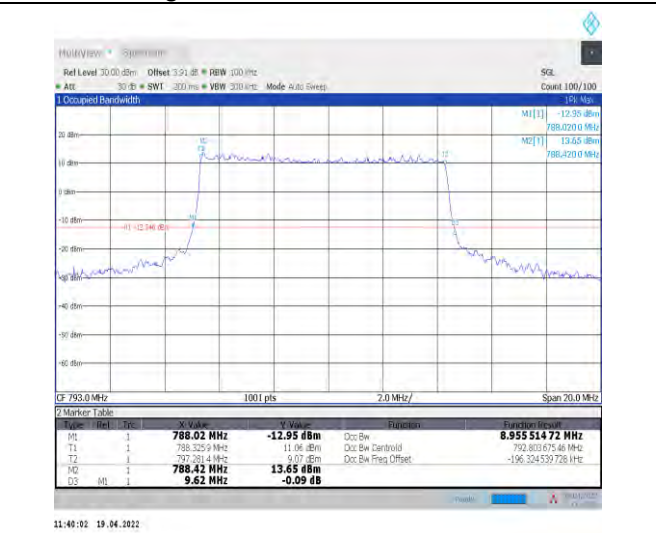 MultiView Spectrum
Ref Level 30.00 dBm Offset 3.91 dB RBW 100 kHz SGL
Att 30 dB SWT 200 ms VBW 300 kHz Mode Auto Sweep Count 100/100
1 Occupied Bandwidth 1Pk Max
M1[1] -12.95 dBm
788.0200 MHz
M2[1] 13.65 dBm
788.4200 MHz
20 dBm
10 dBm
0 dBm
-10 dBm
-20 dBm
-30 dBm
-40 dBm
-50 dBm
-60 dBm
M2
T1
T2
M1
D3
CF 793.0 MHz 1001 pts 2.0 MHz/ Span 20.0 MHz
2 Marker Table
Type Ref Trc X Value Y Value Function Function Result
M1 1 788.02 MHz -12.95 dBm Occ Bw 8.955 514 72 MHz
T1 1 788.3259 MHz 11.06 dBm Occ Bw Centroid 792.803 675 46 MHz
T2 1 797.2814 MHz 9.07 dBm Occ Bw Freq Offset -196.324 539 726 kHz
M2 1 788.42 MHz 13.65 dBm
D3 M1 1 9.62 MHz -0.09 dB
11:40:02 19.04.2022